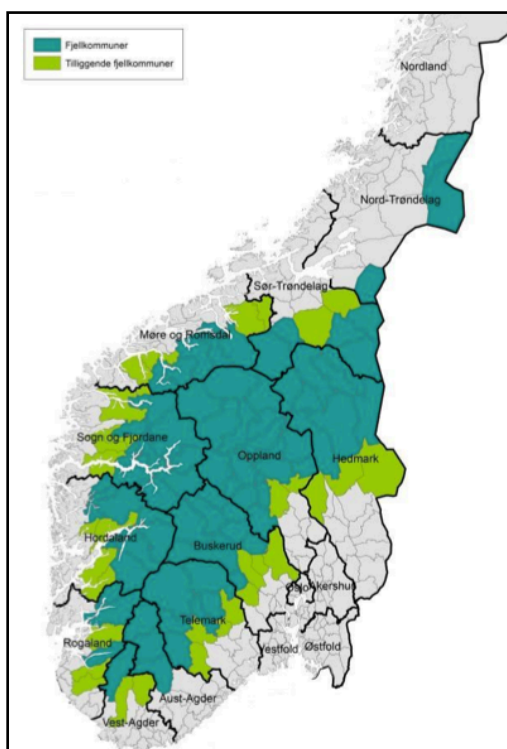 Fjellkommuner
Tilliggende fjellkommuner
Nordland
Nord-Trøndelag
Sør-Trøndelag
Møre og Romsdal
Sogn og Fjordane
Oppland
Hedmark
Hordaland
Buskerud
Oslo
Akershus
Telemark
Rogaland
Vestfold
Østfold
Aust-Agder
Vest-Agder